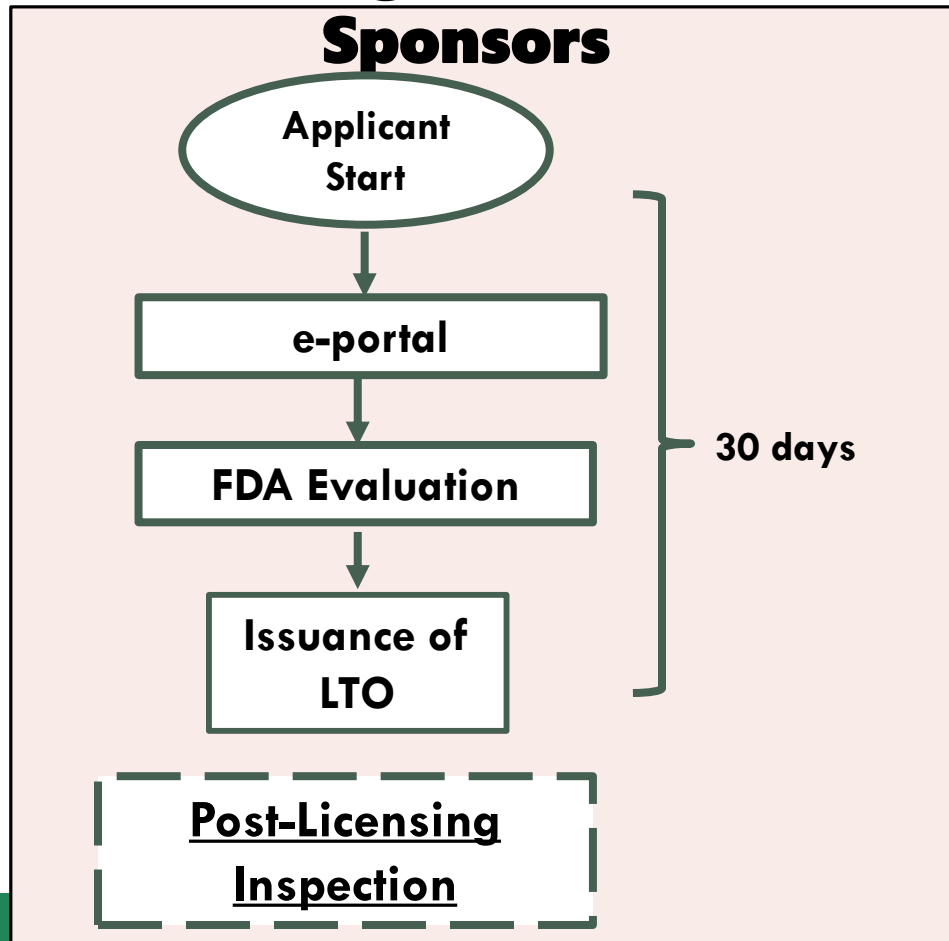 Sponsors
Applicant
Start
e-portal
FDA Evaluation
30 days
Issuance of
LTO
Post-Licensing
Inspection